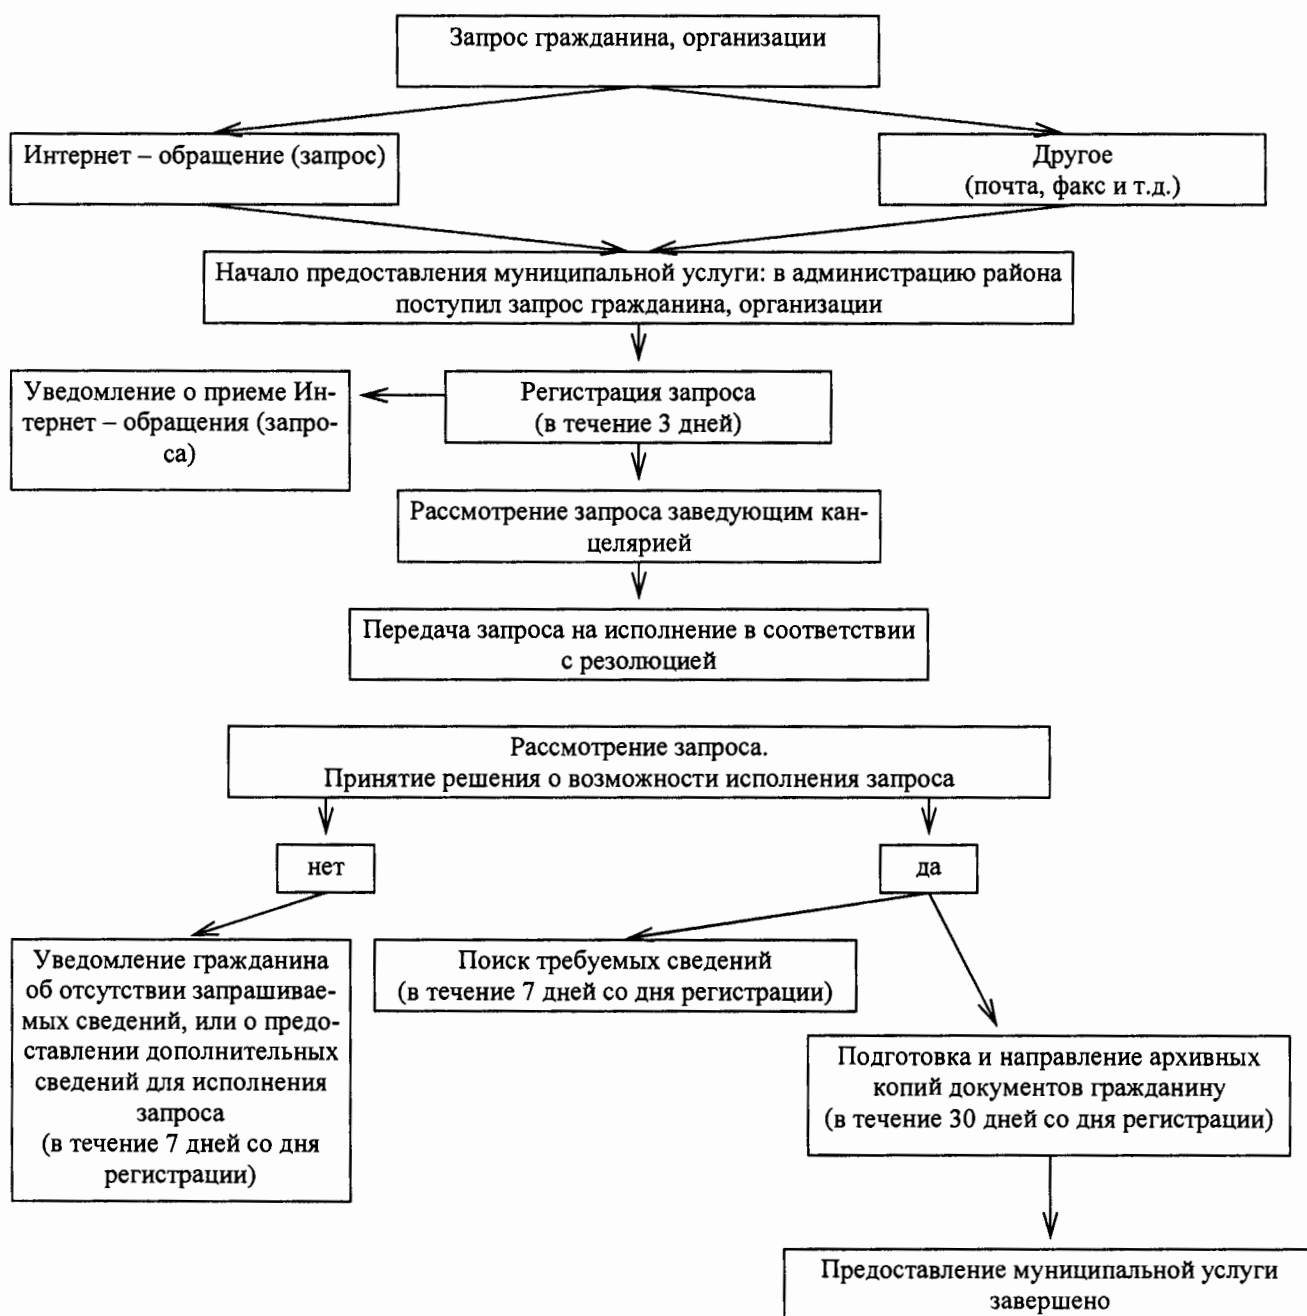 Запрос гражданина, организации
Интернет – обращение (запрос)
Другое
(почта, факс и т.д.)
Начало предоставления муниципальной услуги: в администрацию района
поступил запрос гражданина, организации
Уведомление о приеме Ин-
тернет – обращения (запро-
са)
Регистрация запроса
(в течение 3 дней)
Рассмотрение запроса заведующим кан-
целярией
Передача запроса на исполнение в соответствии
с резолюцией
Рассмотрение запроса.
Принятие решения о возможности исполнения запроса
нет
да
Уведомление гражданина
об отсутствии запрашивае-
мых сведений, или о предо-
ставлении дополнительных
сведений для исполнения
запроса
(в течение 7 дней со дня
регистрации)
Поиск требуемых сведений
(в течение 7 дней со дня регистрации)
Подготовка и направление архивных
копий документов гражданину
(в течение 30 дней со дня регистрации)
Предоставление муниципальной услуги
завершено